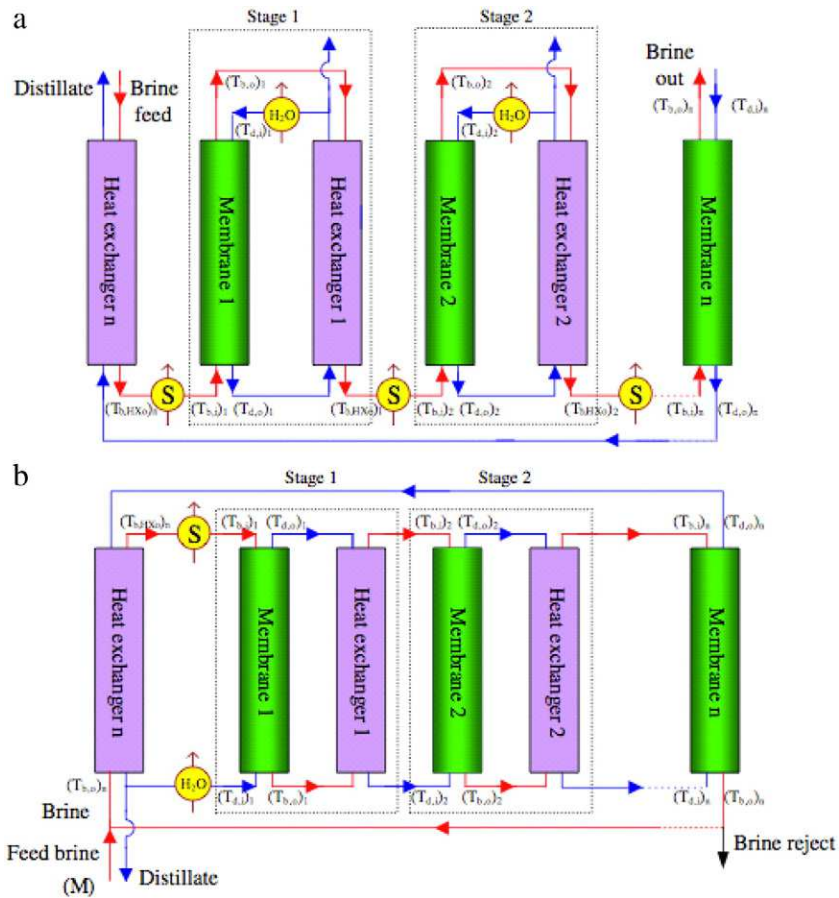 a
Stage 1
Stage 2
Distillate
Brine
feed
Brine
out
(Tb,o)1
(Tb,o)2
(Tb,o)n
(Td,i)n
H2O
H2O
(Td,i)1
(Td,i)2
Heat exchanger n
Membrane 1
Heat exchanger 1
Membrane 2
Heat exchanger 2
Membrane n
S
S
S
(Tb,HXo)n
(Tb,i)1
(Td,o)1
(Tb,HXo)1
(Tb,i)2
(Td,o)2
(Tb,HXo)2
(Tb,i)n
(Td,o)n
b
Stage 1
Stage 2
(Tb,HXo)n
S
(Tb,i)1
(Td,o)1
(Tb,i)2
(Td,o)2
(Tb,i)n
(Td,o)n
Heat exchanger n
Membrane 1
Heat exchanger 1
Membrane 2
Heat exchanger 2
Membrane n
(Tb,o)n
H2O
(Td,i)1
(Tb,o)1
(Td,i)2
(Tb,o)2
(Td,i)n
(Tb,o)n
Brine
Feed brine
(M)
Distillate
Brine reject